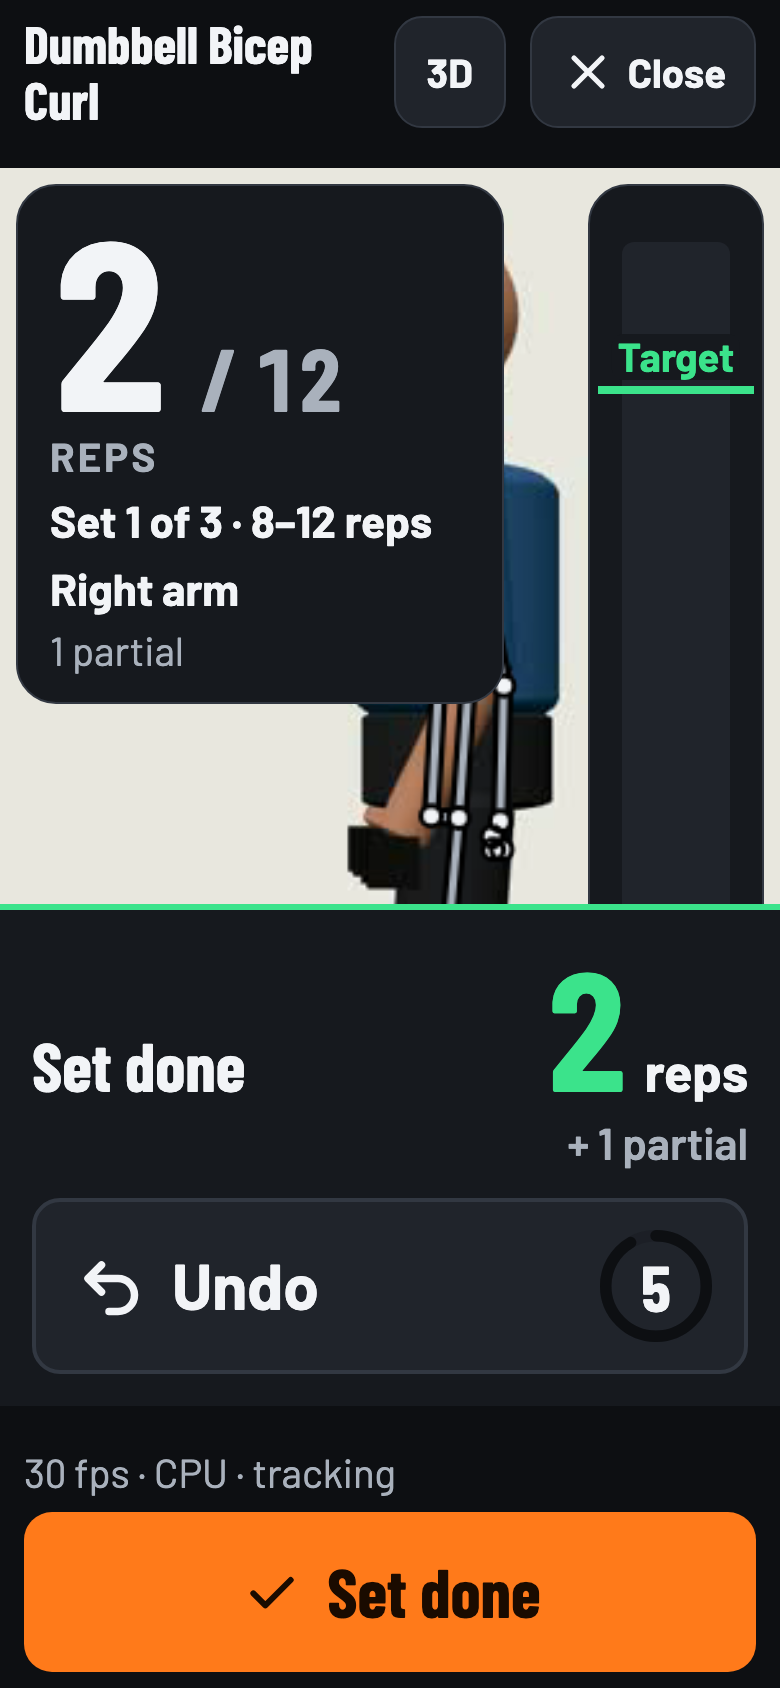 Dumbbell Bicep
Curl
3D
Close
2 / 12
REPS
Set 1 of 3 · 8–12 reps
Right arm
1 partial
Target
Set done
2 reps
+ 1 partial
Undo
5
30 fps · CPU · tracking
Set done